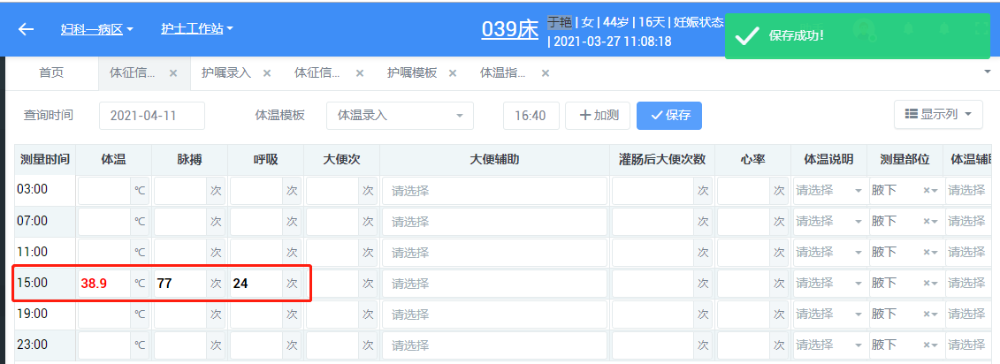 妇科一病区 护士工作站 039床 于艳 | 女 | 44岁 | 16天 | 妊娠状态
| 2021-03-27 11:08:18
保存成功!
首页 体征信... × 护嘱录入 × 体征信... × 护嘱模板 × 体温指... ×
查询时间 2021-04-11 体温模板 体温录入 16:40 加测 保存 显示列
测量时间 体温 脉搏 呼吸 大便次 大便辅助 灌肠后大便次数 心率 体温说明 测量部位 体温辅
03:00 ℃ 次 次 次 请选择 次 次 请选择 腋下 × 请选择
07:00 ℃ 次 次 次 请选择 次 次 请选择 腋下 × 请选择
11:00 ℃ 次 次 次 请选择 次 次 请选择 腋下 × 请选择
15:00 38.9 ℃ 77 次 24 次 次 请选择 次 次 请选择 腋下 × 请选择
19:00 ℃ 次 次 次 请选择 次 次 请选择 腋下 × 请选择
23:00 ℃ 次 次 次 请选择 次 次 请选择 腋下 × 请选择